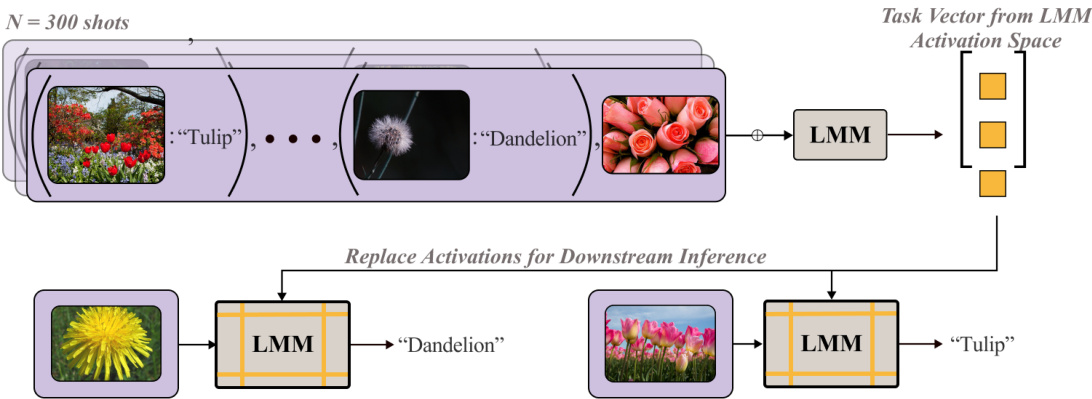 N = 300 shots
Task Vector from LMM
Activation Space
( :“Tulip” ) , • • • , ( :“Dandelion” ) , LMM
Replace Activations for Downstream Inference
LMM “Dandelion” LMM “Tulip”